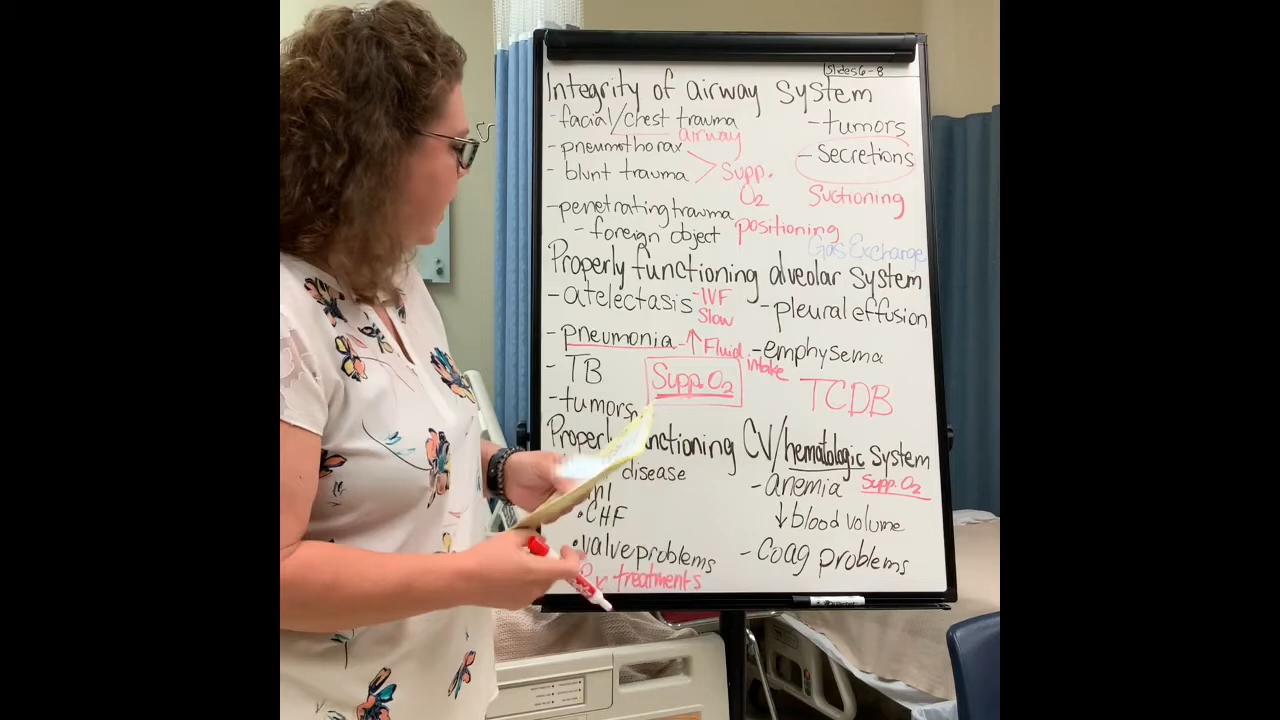 slides 6-8
Integrity of airway system
- facial/chest trauma
airway
- pneumothorax
- blunt trauma
Supp.
O2
- penetrating trauma
- foreign object
positioning
- tumors
- Secretions
Suctioning
Gas Exchange
Properly functioning alveolar system
- atelectasis
- IVF
Slow
- pneumonia
- ↑ Fluid
intake
- TB
Supp. O2
- tumors
- pleural effusion
- emphysema
TCDB
Properly functioning CV/hematologic system
disease
MI
• CHF
• valve problems
treatments
- anemia
Supp. O2
↓ blood volume
- Coag problems